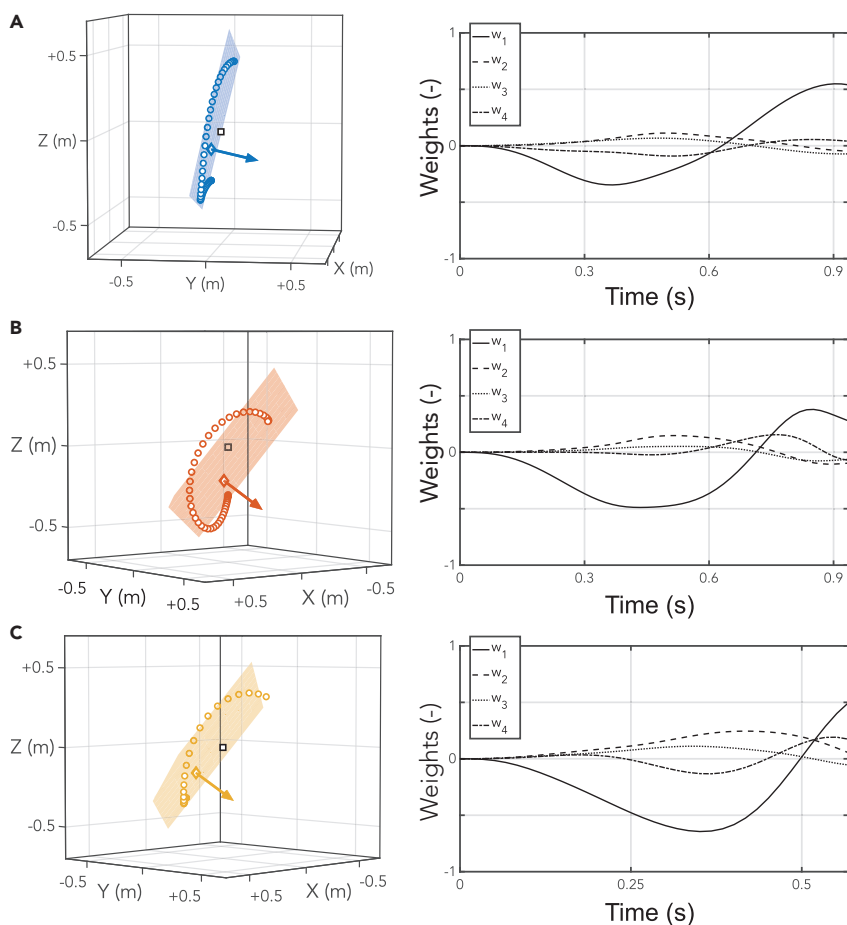 A
+0.5
Z (m)
-0.5
-0.5
Y (m)
+0.5
X (m)
1
w1
w2
w3
w4
Weights (-)
0
-1
0
0.3
0.6
0.9
Time (s)
B
+0.5
Z (m)
-0.5
-0.5
Y (m)
+0.5
+0.5
X (m)
-0.5
1
w1
w2
w3
w4
Weights (-)
0
-1
0
0.3
0.6
0.9
Time (s)
C
+0.5
Z (m)
-0.5
-0.5
Y (m)
+0.5
+0.5
X (m)
-0.5
1
w1
w2
w3
w4
Weights (-)
0
-1
0
0.25
0.5
Time (s)